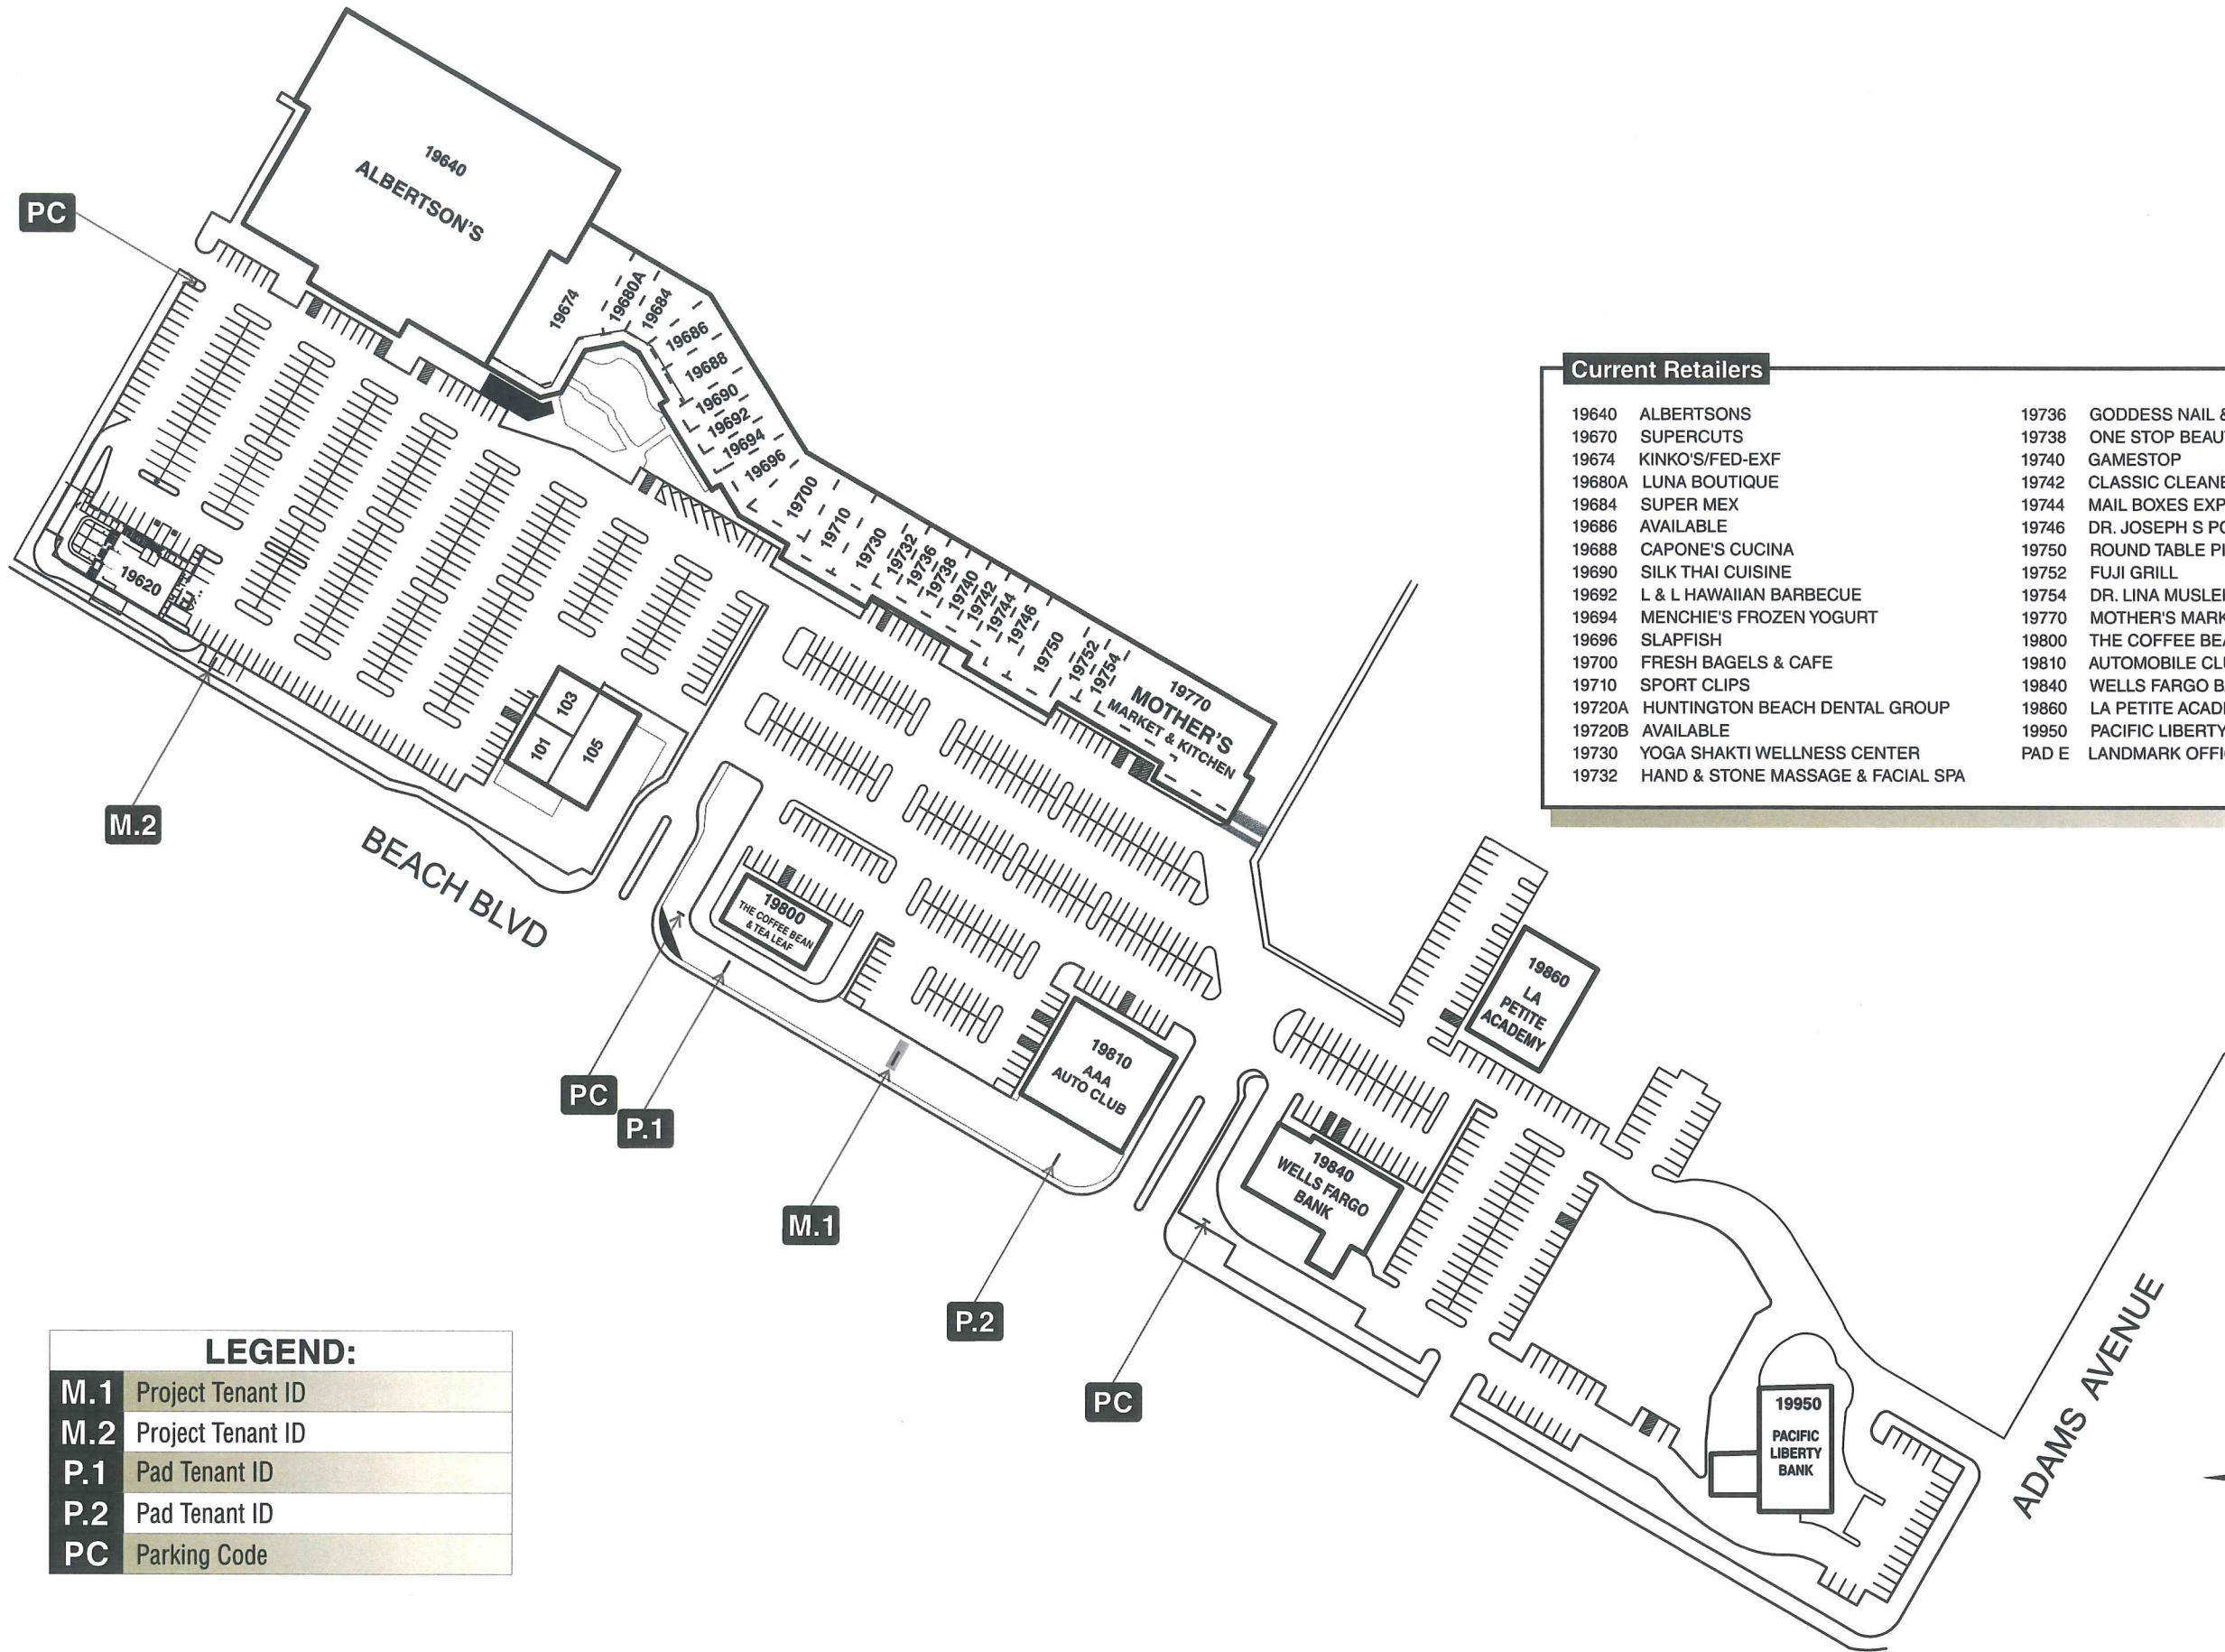 19640
ALBERTSON'S
PC
19674
19680A
19684
19686
19688
19690
19692
19694
19696
19700
19710
19730
19732
19736
19738
19740
19742
19744
19746
19750
19752
19754
19770
MOTHER'S
MARKET & KITCHEN
19620
103
101
105
M.2
BEACH BLVD
19800
THE COFFEE BEAN
& TEA LEAF
19810
AAA
AUTO CLUB
19860
LA
PETITE
ACADEMY
19840
WELLS FARGO
BANK
PC
P.1
M.1
P.2
PC
19950
PACIFIC
LIBERTY
BANK
ADAMS AVENUE
Current Retailers
19640 ALBERTSONS
19670 SUPERCUTS
19674 KINKO'S/FED-EXF
19680A LUNA BOUTIQUE
19684 SUPER MEX
19686 AVAILABLE
19688 CAPONE'S CUCINA
19690 SILK THAI CUISINE
19692 L & L HAWAIIAN BARBECUE
19694 MENCHIE'S FROZEN YOGURT
19696 SLAPFISH
19700 FRESH BAGELS & CAFE
19710 SPORT CLIPS
19720A HUNTINGTON BEACH DENTAL GROUP
19720B AVAILABLE
19730 YOGA SHAKTI WELLNESS CENTER
19732 HAND & STONE MASSAGE & FACIAL SPA
19736 GODDESS NAIL &
19738 ONE STOP BEAU
19740 GAMESTOP
19742 CLASSIC CLEANE
19744 MAIL BOXES EXP
19746 DR. JOSEPH S PO
19750 ROUND TABLE PI
19752 FUJI GRILL
19754 DR. LINA MUSLE
19770 MOTHER'S MARK
19800 THE COFFEE BEA
19810 AUTOMOBILE CLU
19840 WELLS FARGO B
19860 LA PETITE ACAD
19950 PACIFIC LIBERTY
PAD E LANDMARK OFFI
LEGEND:
M.1 Project Tenant ID
M.2 Project Tenant ID
P.1 Pad Tenant ID
P.2 Pad Tenant ID
PC Parking Code